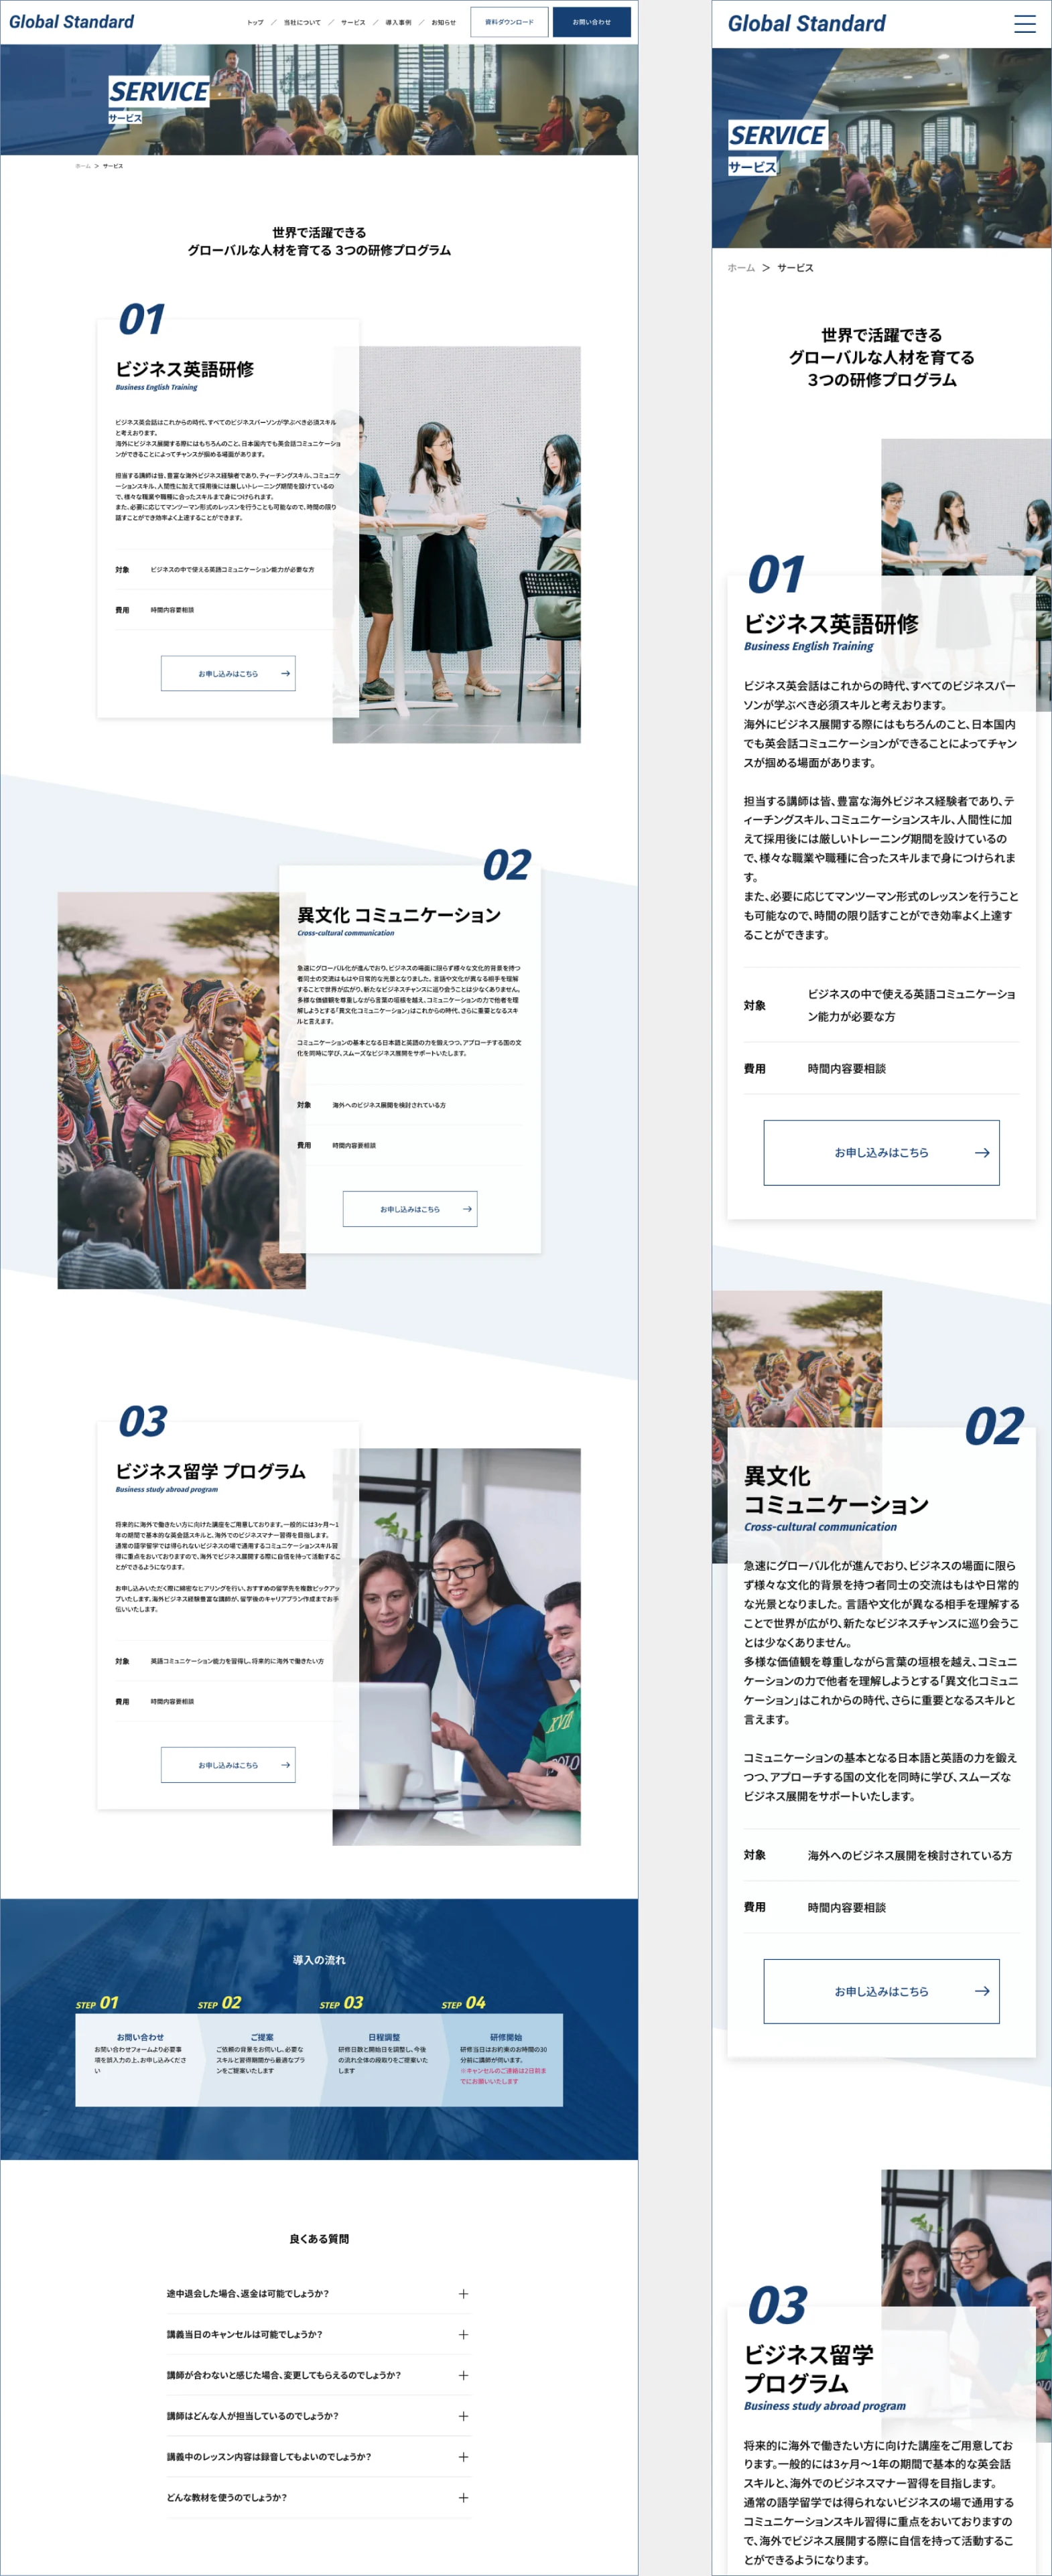 Global Standard
トップ ／ 当社について ／ サービス ／ 導入事例 ／ お知らせ
資料ダウンロード
お問い合わせ
SERVICE
サービス
ホーム ＞ サービス
世界で活躍できる
グローバルな人材を育てる 3つの研修プログラム
01
ビジネス英語研修
Business English Training
ビジネス英会話はこれからの時代、すべてのビジネスパーソンが学ぶべき必須スキル
と考えおります。
海外にビジネス展開する際にはもちろんのこと、日本国内でも英会話コミュニケーショ
ンができることによってチャンスが掴める場面があります。
担当する講師は皆、豊富な海外ビジネス経験者であり、ティーチングスキル、コミュニケ
ーションスキル、人間性に加えて採用後には厳しいトレーニング期間を設けているの
で、様々な職業や職種に合ったスキルまで身につけられます。
また、必要に応じてマンツーマン形式のレッスンを行うことも可能なので、時間の限り
話すことができ効率よく上達することができます。
対象 ビジネスの中で使える英語コミュニケーション能力が必要な方
費用 時間内容要相談
お申し込みはこちら
02
異文化 コミュニケーション
Cross-cultural communication
急速にグローバル化が進んでおり、ビジネスの場面に限らず様々な文化的背景を持つ
者同士の交流はもはや日常的な光景となりました。言語や文化が異なる相手を理解
することで世界が広がり、新たなビジネスチャンスに巡り会うことは少なくありません。
多様な価値観を尊重しながら言葉の垣根を越え、コミュニケーションの力で他者を理
解しようとする「異文化コミュニケーション」はこれからの時代、さらに重要となるスキ
ルと言えます。
コミュニケーションの基本となる日本語と英語の力を鍛えつつ、アプローチする国の文
化を同時に学び、スムーズなビジネス展開をサポートいたします。
対象 海外へのビジネス展開を検討されている方
費用 時間内容要相談
お申し込みはこちら
03
ビジネス留学 プログラム
Business study abroad program
将来的に海外で働きたい方に向けた講座をご用意しております。一般的には3ヶ月〜1
年の期間で基本的な英会話スキルと、海外でのビジネスマナー習得を目指します。
通常の語学留学では得られないビジネスの場で通用するコミュニケーションスキル習
得に重点をおいておりますので、海外でビジネス展開する際に自信を持って活動するこ
とができるようになります。
お申し込みいただく際に綿密なヒアリングを行い、おすすめの留学先を複数ピックアッ
プいたします。海外ビジネス経験豊富な講師が、留学後のキャリアプラン作成までお手
伝いいたします。
対象 英語コミュニケーション能力を習得し、将来的に海外で働きたい方
費用 時間内容要相談
お申し込みはこちら
導入の流れ
STEP 01
お問い合わせ
お問い合わせフォームより必要事
項を誤入力の上、お申し込みくださ
い
STEP 02
ご提案
ご依頼の背景をお伺いし、必要な
スキルと習得期間から最適なプラ
ンをご提案いたします
STEP 03
日程調整
研修日数と開始日を調整し、今後
の流れ全体の段取りをご提案いた
します
STEP 04
研修開始
研修当日はお約束のお時間の30
分前に講師が伺います。
※キャンセルのご連絡は2日前ま
でにお願いいたします
良くある質問
途中退会した場合、返金は可能でしょうか？
講義当日のキャンセルは可能でしょうか？
講師が合わないと感じた場合、変更してもらえるのでしょうか？
講師はどんな人が担当しているのでしょうか？
講義中のレッスン内容は録音してもよいのでしょうか？
どんな教材を使うのでしょうか？
Global Standard
SERVICE
サービス
ホーム ＞ サービス
世界で活躍できる
グローバルな人材を育てる
3つの研修プログラム
01
ビジネス英語研修
Business English Training
ビジネス英会話はこれからの時代、すべてのビジネスパー
ソンが学ぶべき必須スキルと考えおります。
海外にビジネス展開する際にはもちろんのこと、日本国内
でも英会話コミュニケーションができることによってチャン
スが掴める場面があります。
担当する講師は皆、豊富な海外ビジネス経験者であり、テ
ィーチングスキル、コミュニケーションスキル、人間性に加
えて採用後には厳しいトレーニング期間を設けているの
で、様々な職業や職種に合ったスキルまで身につけられま
す。
また、必要に応じてマンツーマン形式のレッスンを行うこと
も可能なので、時間の限り話すことができ効率よく上達す
ることができます。
対象 ビジネスの中で使える英語コミュニケーショ
ン能力が必要な方
費用 時間内容要相談
お申し込みはこちら
02
異文化
コミュニケーション
Cross-cultural communication
急速にグローバル化が進んでおり、ビジネスの場面に限ら
ず様々な文化的背景を持つ者同士の交流はもはや日常的
な光景となりました。言語や文化が異なる相手を理解する
ことで世界が広がり、新たなビジネスチャンスに巡り会うこ
とは少なくありません。
多様な価値観を尊重しながら言葉の垣根を越え、コミュニ
ケーションの力で他者を理解しようとする「異文化コミュニ
ケーション」はこれからの時代、さらに重要となるスキルと
言えます。
コミュニケーションの基本となる日本語と英語の力を鍛え
つつ、アプローチする国の文化を同時に学び、スムーズな
ビジネス展開をサポートいたします。
対象 海外へのビジネス展開を検討されている方
費用 時間内容要相談
お申し込みはこちら
03
ビジネス留学
プログラム
Business study abroad program
将来的に海外で働きたい方に向けた講座をご用意してお
ります。一般的には3ヶ月〜1年の期間で基本的な英会話
スキルと、海外でのビジネスマナー習得を目指します。
通常の語学留学では得られないビジネスの場で通用する
コミュニケーションスキル習得に重点をおいておりますの
で、海外でビジネス展開する際に自信を持って活動するこ
とができるようになります。